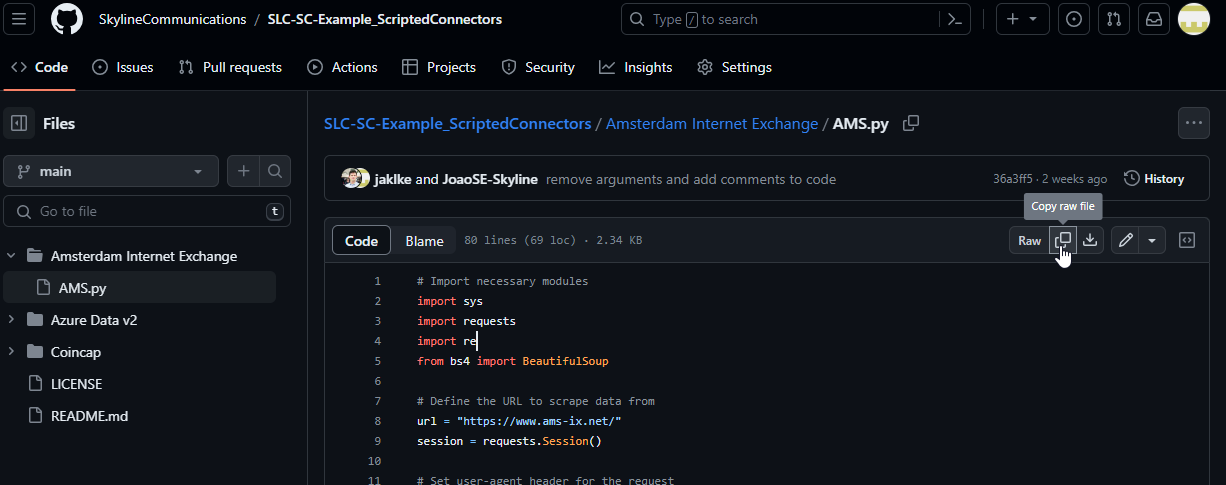 SkylineCommunications / SLC-SC-Example_ScriptedConnectors
Type / to search
Code Issues Pull requests Actions Projects Security Insights Settings
Files
main
Go to file t
Amsterdam Internet Exchange
AMS.py
Azure Data v2
Coincap
LICENSE
README.md
SLC-SC-Example_ScriptedConnectors / Amsterdam Internet Exchange / AMS.py
jaklke and JoaoSE-Skyline remove arguments and add comments to code 36a3ff5 · 2 weeks ago History
Copy raw file
Code Blame 80 lines (69 loc) · 2.34 KB Raw
1 # Import necessary modules
2 import sys
3 import requests
4 import re
5 from bs4 import BeautifulSoup
6
7 # Define the URL to scrape data from
8 url = "https://www.ams-ix.net/"
9 session = requests.Session()
10
11 # Set user-agent header for the request